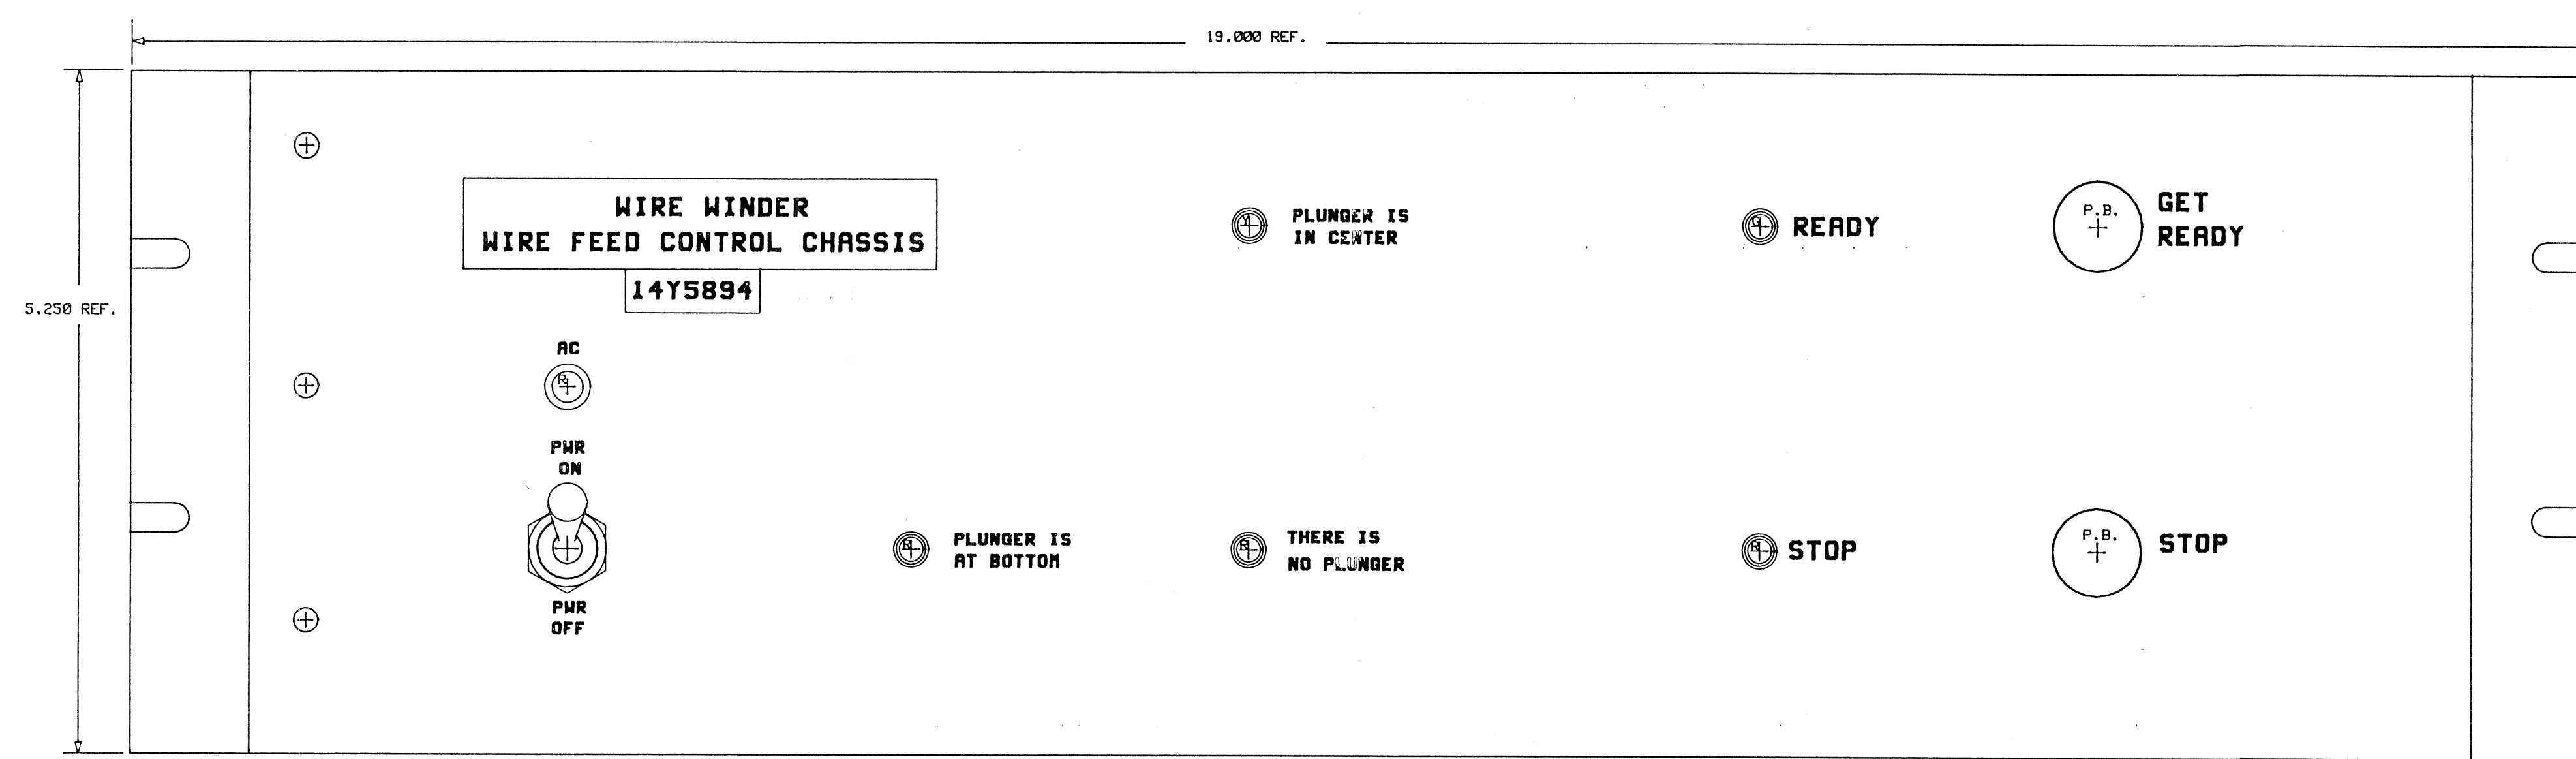 19.000 REF.
5.250 REF.
WIRE WINDER
WIRE FEED CONTROL CHASSIS
14Y5894
AC
R
PWR
ON
PWR
OFF
Y
PLUNGER IS
IN CENTER
G
READY
P.B.
GET
READY
R
PLUNGER IS
AT BOTTOM
R
THERE IS
NO PLUNGER
R
STOP
P.B.
STOP